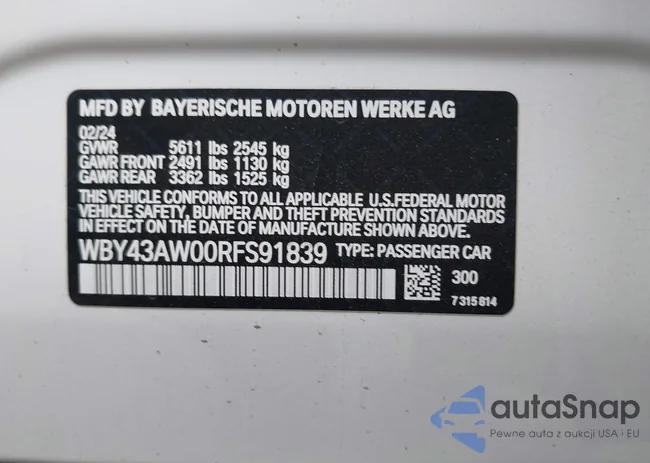 MFD BY BAYERISCHE MOTOREN WERKE AG
02/24
GVWR 5611 lbs 2545 kg
GAWR FRONT 2491 lbs 1130 kg
GAWR REAR 3362 lbs 1525 kg
THIS VEHICLE CONFORMS TO ALL APPLICABLE U.S.FEDERAL MOTOR
VEHICLE SAFETY, BUMPER AND THEFT PREVENTION STANDARDS
IN EFFECT ON THE DATE OF MANUFACTURE SHOWN ABOVE.
WBY43AW00RFS91839 TYPE: PASSENGER CAR
300
7315814
autaSnap
Pewne auta z aukcji USA i EU